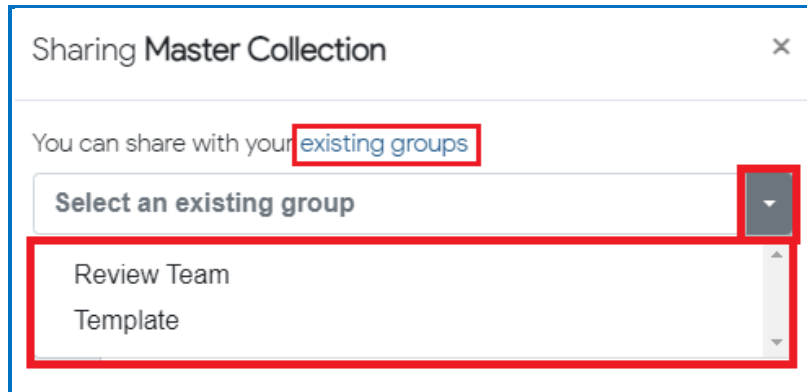 Sharing Master Collection ×
You can share with your existing groups
Select an existing group
Review Team
Template